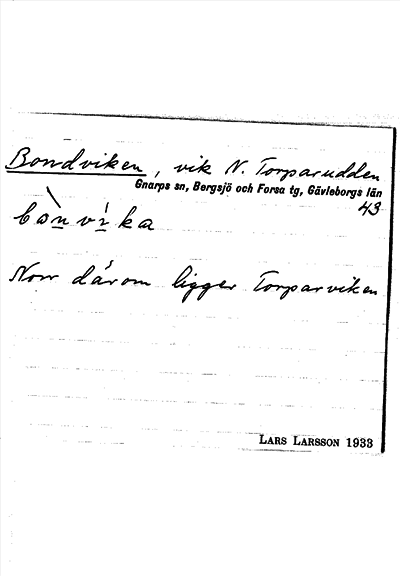 Bondviken, vik N. Torparudden
Gnarps sn, Bergsjö och Forsa tg, Gävleborgs län
43
Norr därom ligger Torparviken
LARS LARSSON 1933